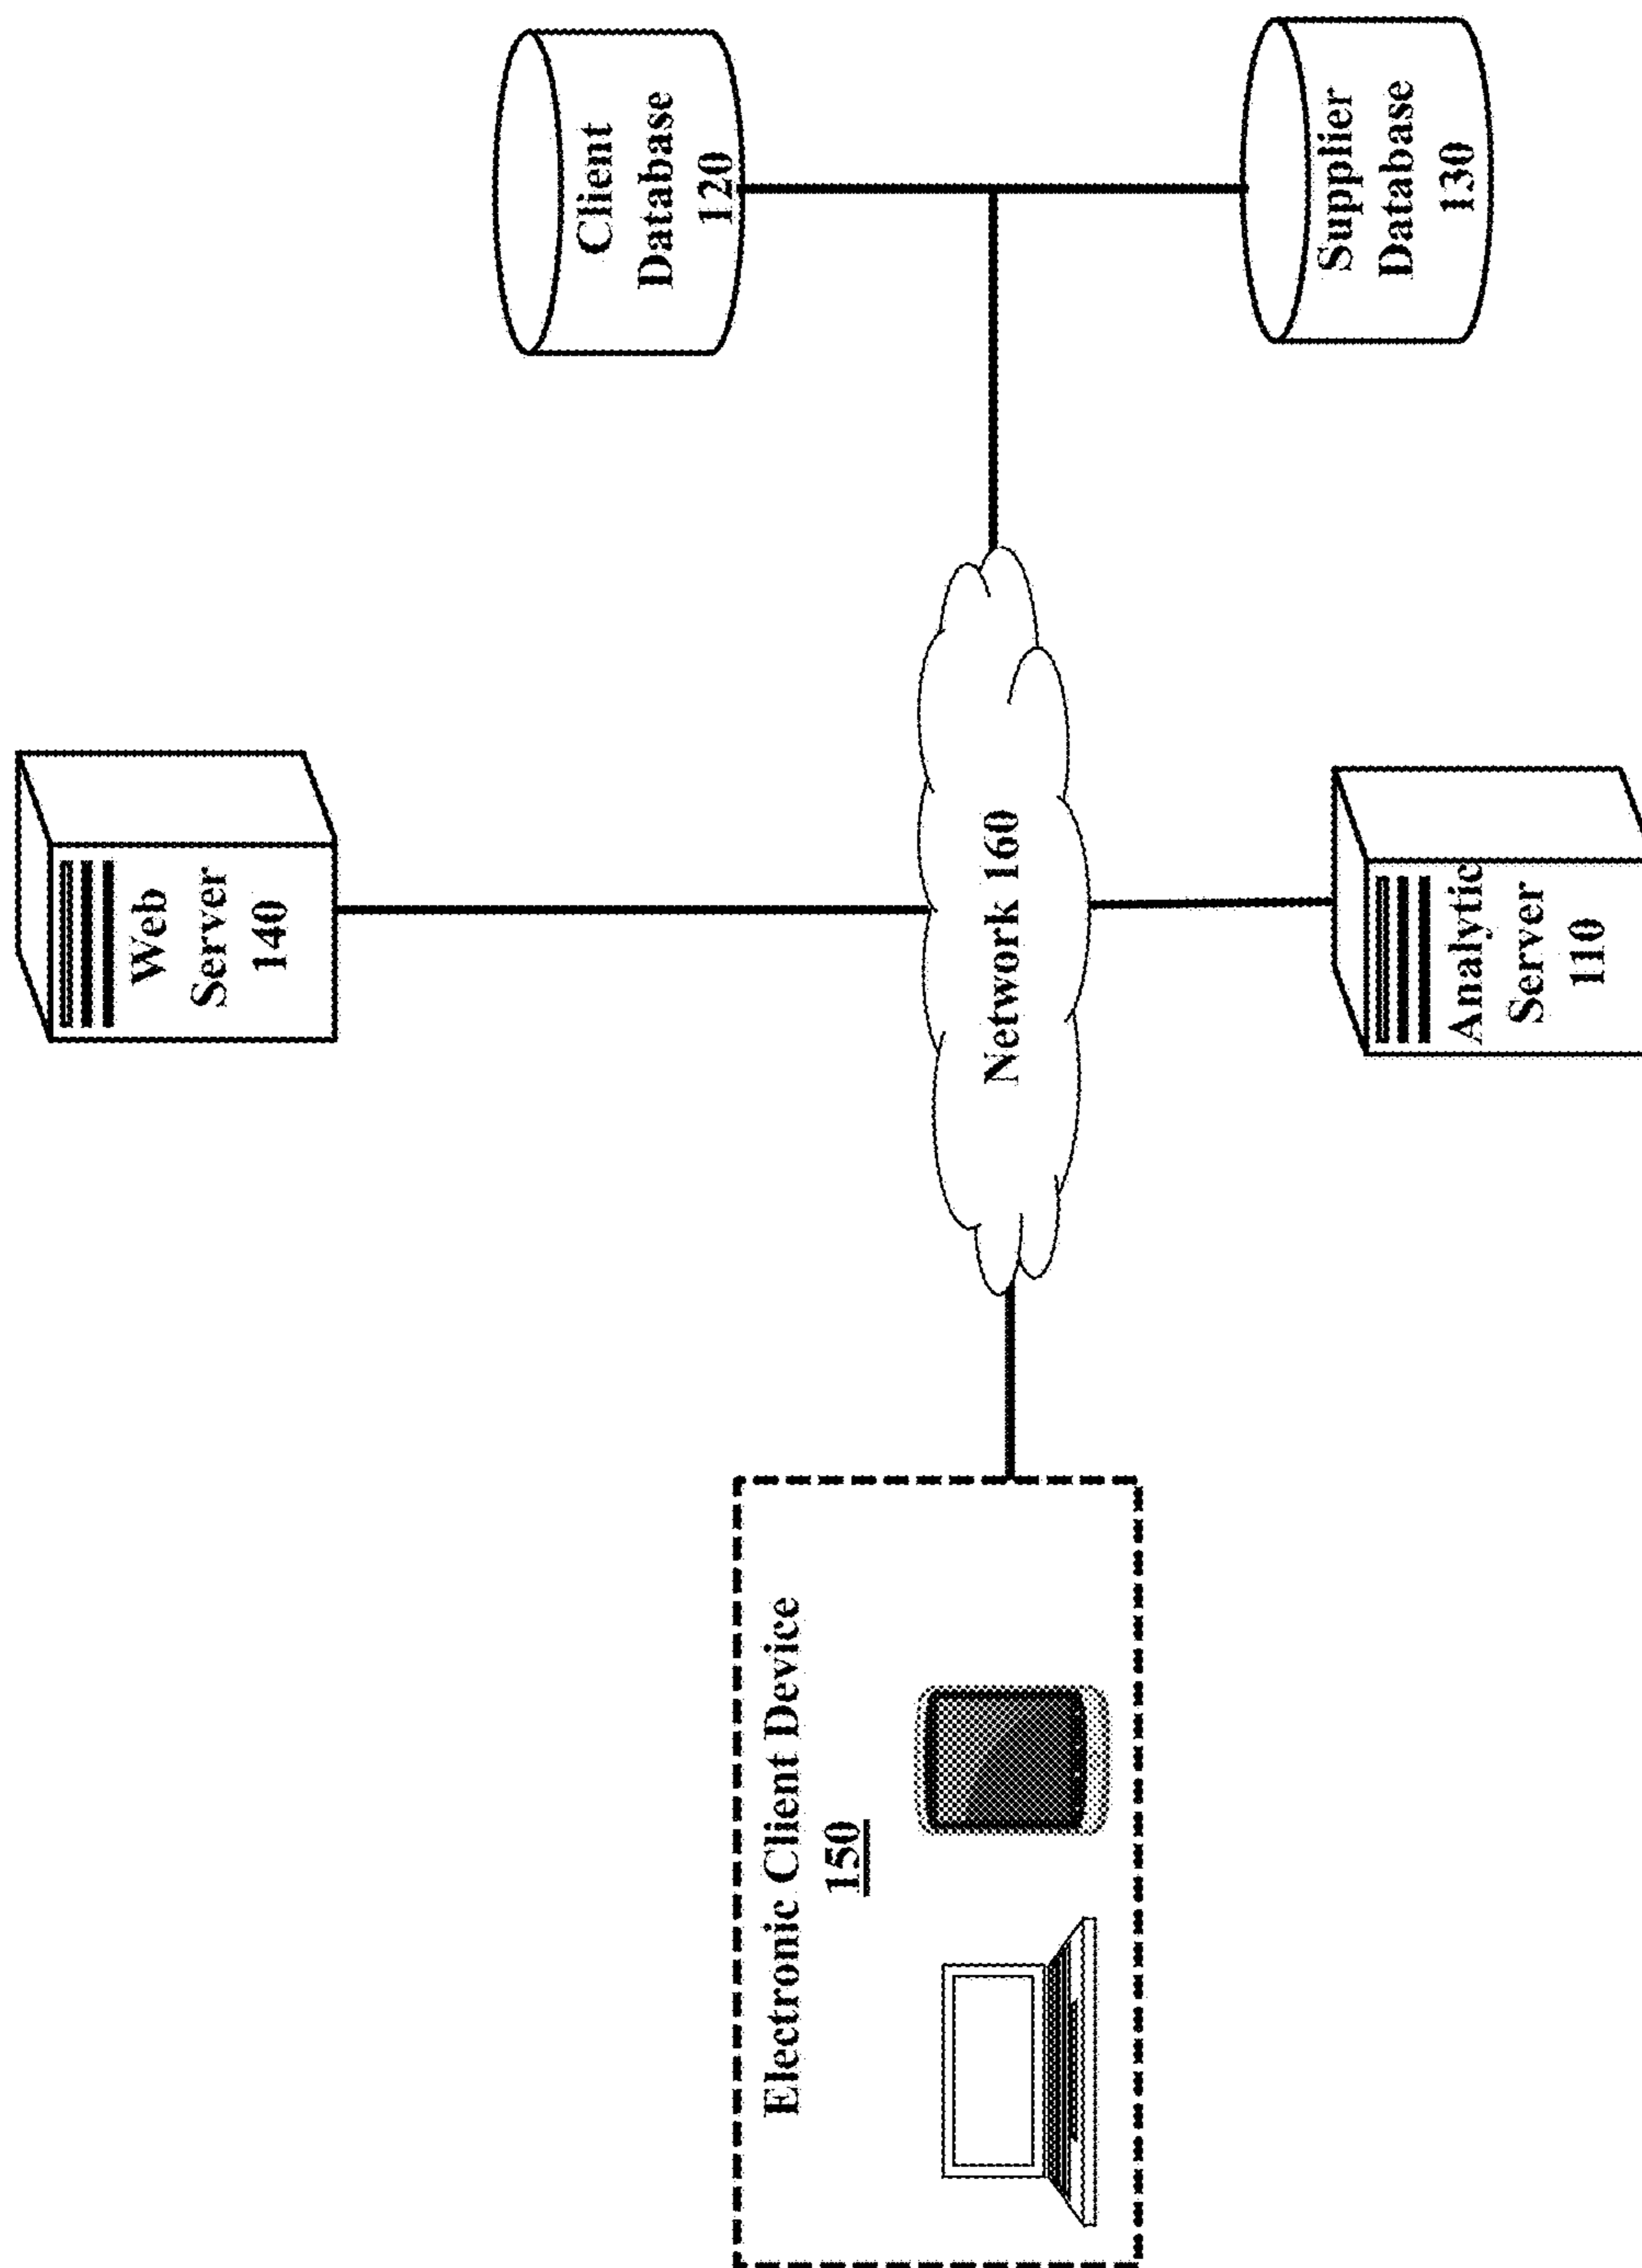 Web
Server
140
Client
Database
120
Electronic Client Device
150
Network 160
Analytic
Server
110
Supplier
Database
130